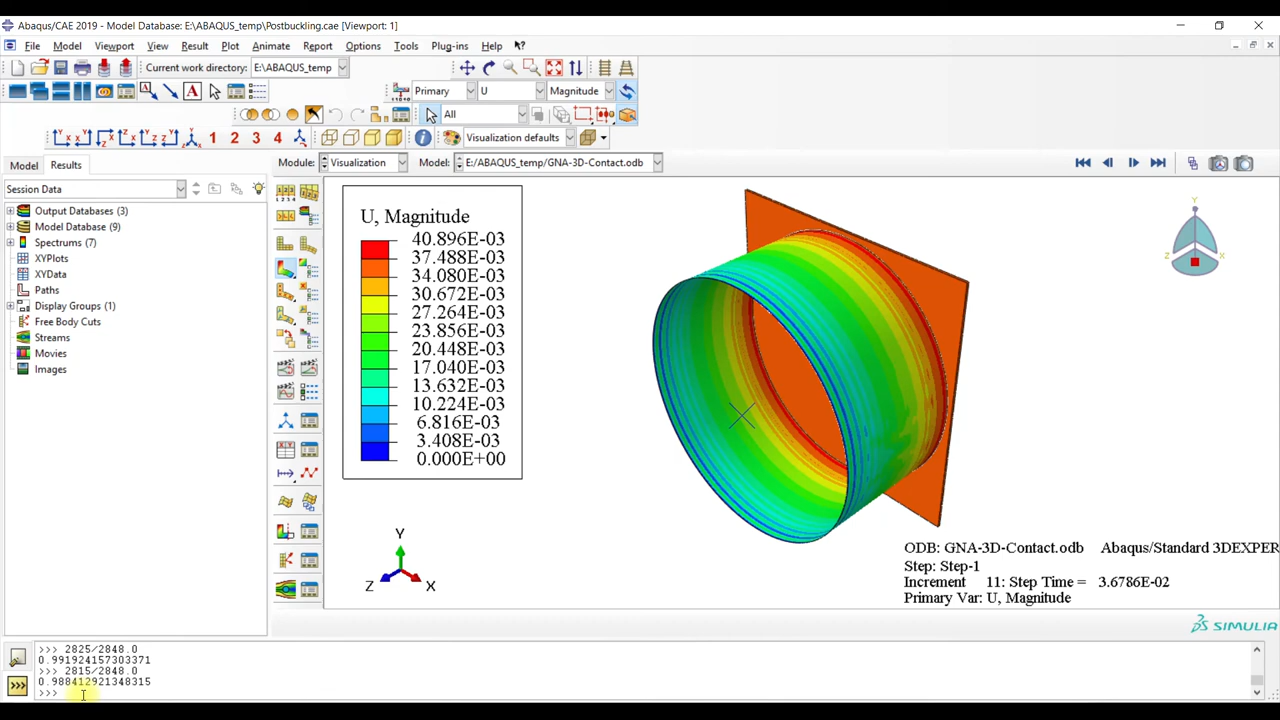 Abaqus/CAE 2019 - Model Database: E:\ABAQUS_temp\Postbuckling.cae [Viewport: 1]
File Model Viewport View Result Plot Animate Report Options Tools Plug-ins Help
Current work directory: E:\ABAQUS_temp
Primary U Magnitude
All
1 2 3 4 Visualization defaults
Model Results Module: Visualization Model: E:/ABAQUS_temp/GNA-3D-Contact.odb
Session Data
Output Databases (3)
Model Database (9)
Spectrums (7)
XYPlots
XYData
Paths
Display Groups (1)
Free Body Cuts
Streams
Movies
Images
U, Magnitude
40.896E-03
37.488E-03
34.080E-03
30.672E-03
27.264E-03
23.856E-03
20.448E-03
17.040E-03
13.632E-03
10.224E-03
6.816E-03
3.408E-03
0.000E+00
Y
Z X
Y
Z X
ODB: GNA-3D-Contact.odb Abaqus/Standard 3DEXPER
Step: Step-1
Increment 11: Step Time = 3.6786E-02
Primary Var: U, Magnitude
SIMULIA
>>> 2825/2848.0
0.991924157303371
>>> 2815/2848.0
0.988412921348315
>>>